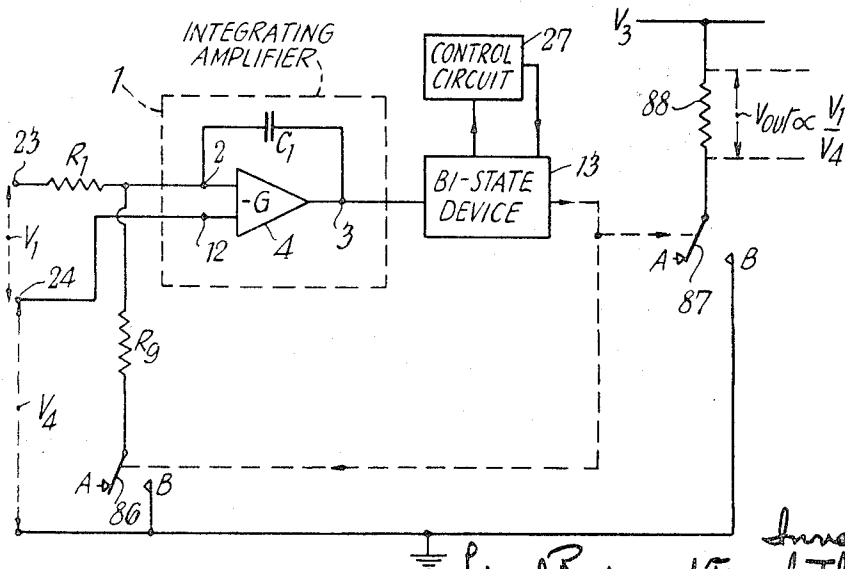 INTEGRATING
AMPLIFIER
1
23
R1
V1
24
V4
2
12
C1
-G
4
3
R9
A
86
B
CONTROL
CIRCUIT
27
BI-STATE
DEVICE
13
V3
88
Vout ∝ V1/V4
A
87
B